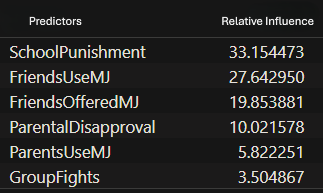 Predictors Relative Influence
SchoolPunishment 33.154473
FriendsUseMJ 27.642950
FriendsOfferedMJ 19.853881
ParentalDisapproval 10.021578
ParentsUseMJ 5.822251
GroupFights 3.504867